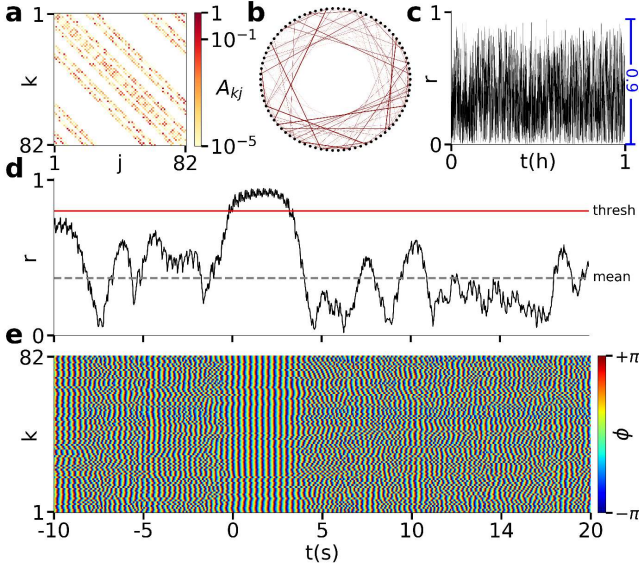 a
1
k
82
1
j
82
1
10⁻¹
A_kj
10⁻⁵
b
c
1
r
0
0
t(h)
1
0.9
d
1
r
0
thresh
mean
e
82
k
1
-10
-5
0
5
10
14
20
t(s)
+π
ϕ
−π